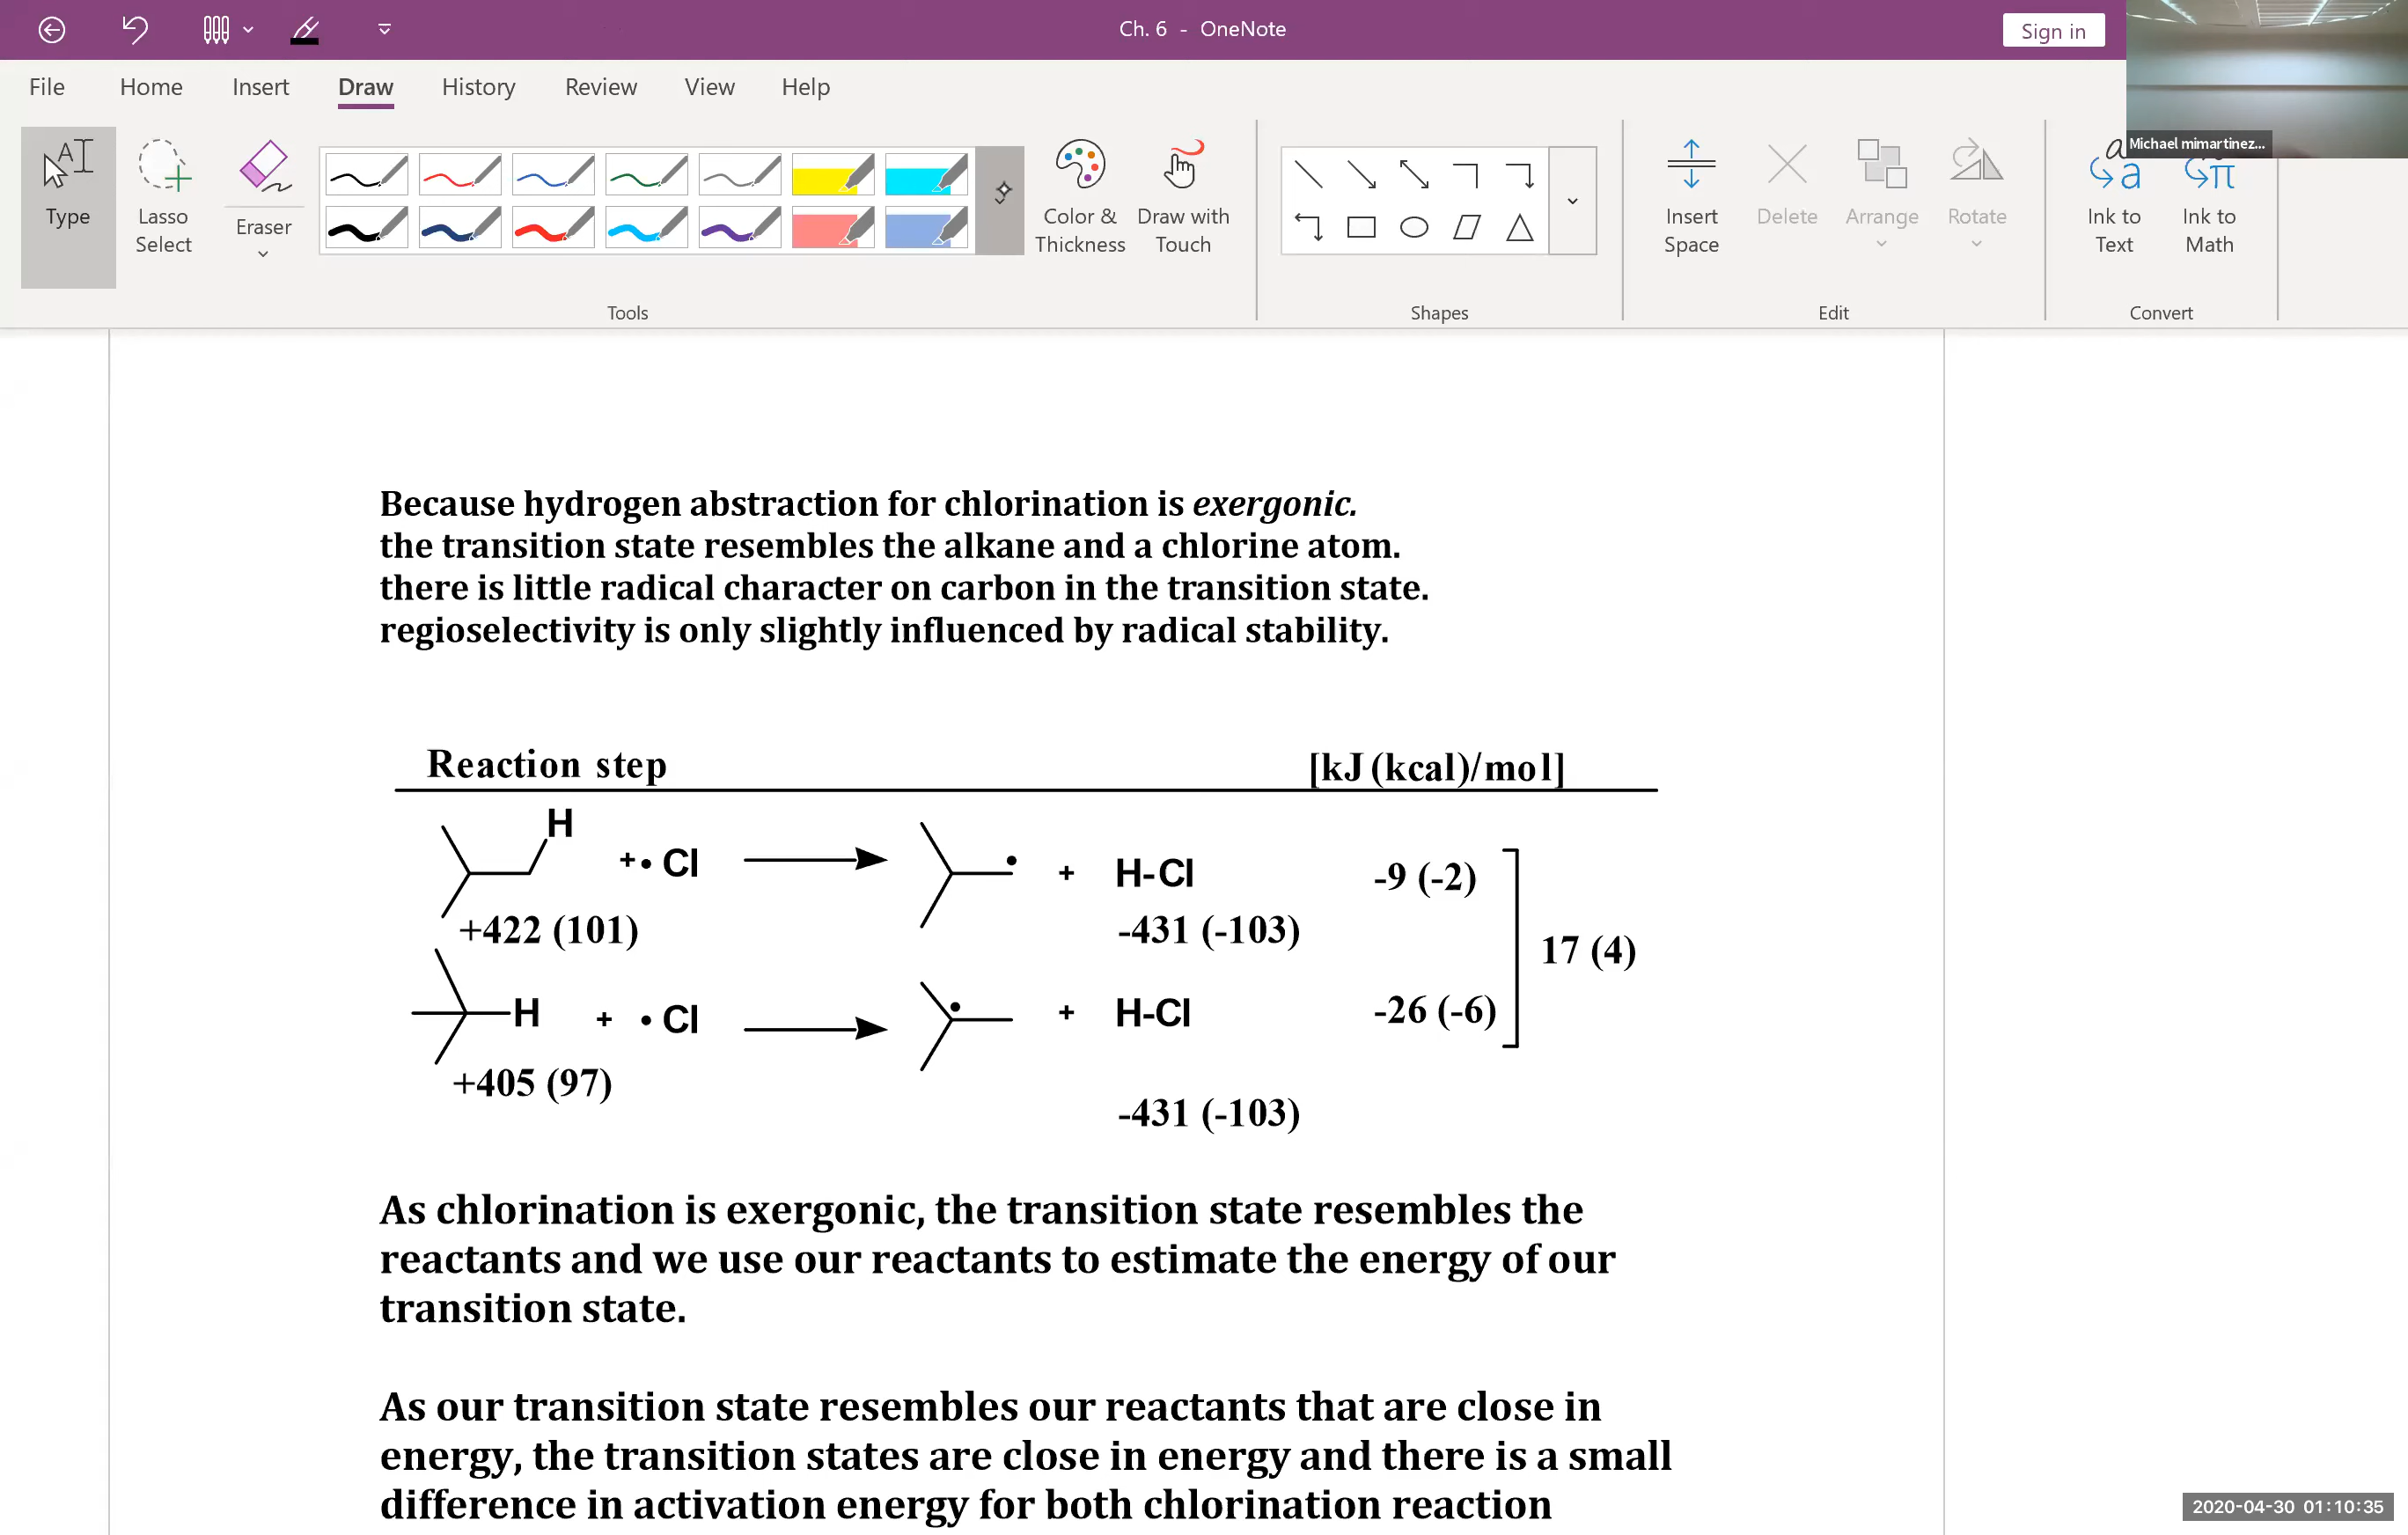 Ch. 6 - OneNote
Sign in
File Home Insert Draw History Review View Help
Michael mimartinez...
Type
Lasso Select
Eraser
Color & Thickness
Draw with Touch
Insert Space
Delete
Arrange
Rotate
Ink to Text
Ink to Math
Tools
Shapes
Edit
Convert
Because hydrogen abstraction for chlorination is exergonic.
the transition state resembles the alkane and a chlorine atom.
there is little radical character on carbon in the transition state.
regioselectivity is only slightly influenced by radical stability.
Reaction step [kJ (kcal)/mol]
H
+• Cl + H-Cl -9 (-2)
+422 (101) -431 (-103)
17 (4)
H + • Cl + H-Cl -26 (-6)
+405 (97)
-431 (-103)
As chlorination is exergonic, the transition state resembles the
reactants and we use our reactants to estimate the energy of our
transition state.
As our transition state resembles our reactants that are close in
energy, the transition states are close in energy and there is a small
difference in activation energy for both chlorination reaction
2020-04-30 01:10:35